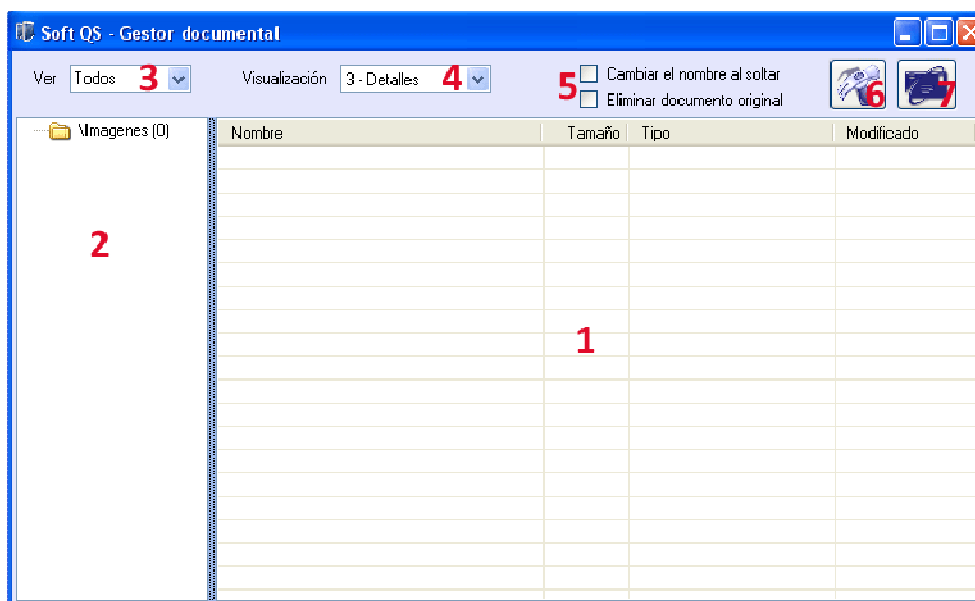 Soft QS - Gestor documental
Ver Todos 3 Visualización 3 - Detalles 4 5 Cambiar el nombre al soltar
Eliminar documento original 6 7
\Imagenes (0) Nombre Tamaño Tipo Modificado
2
1